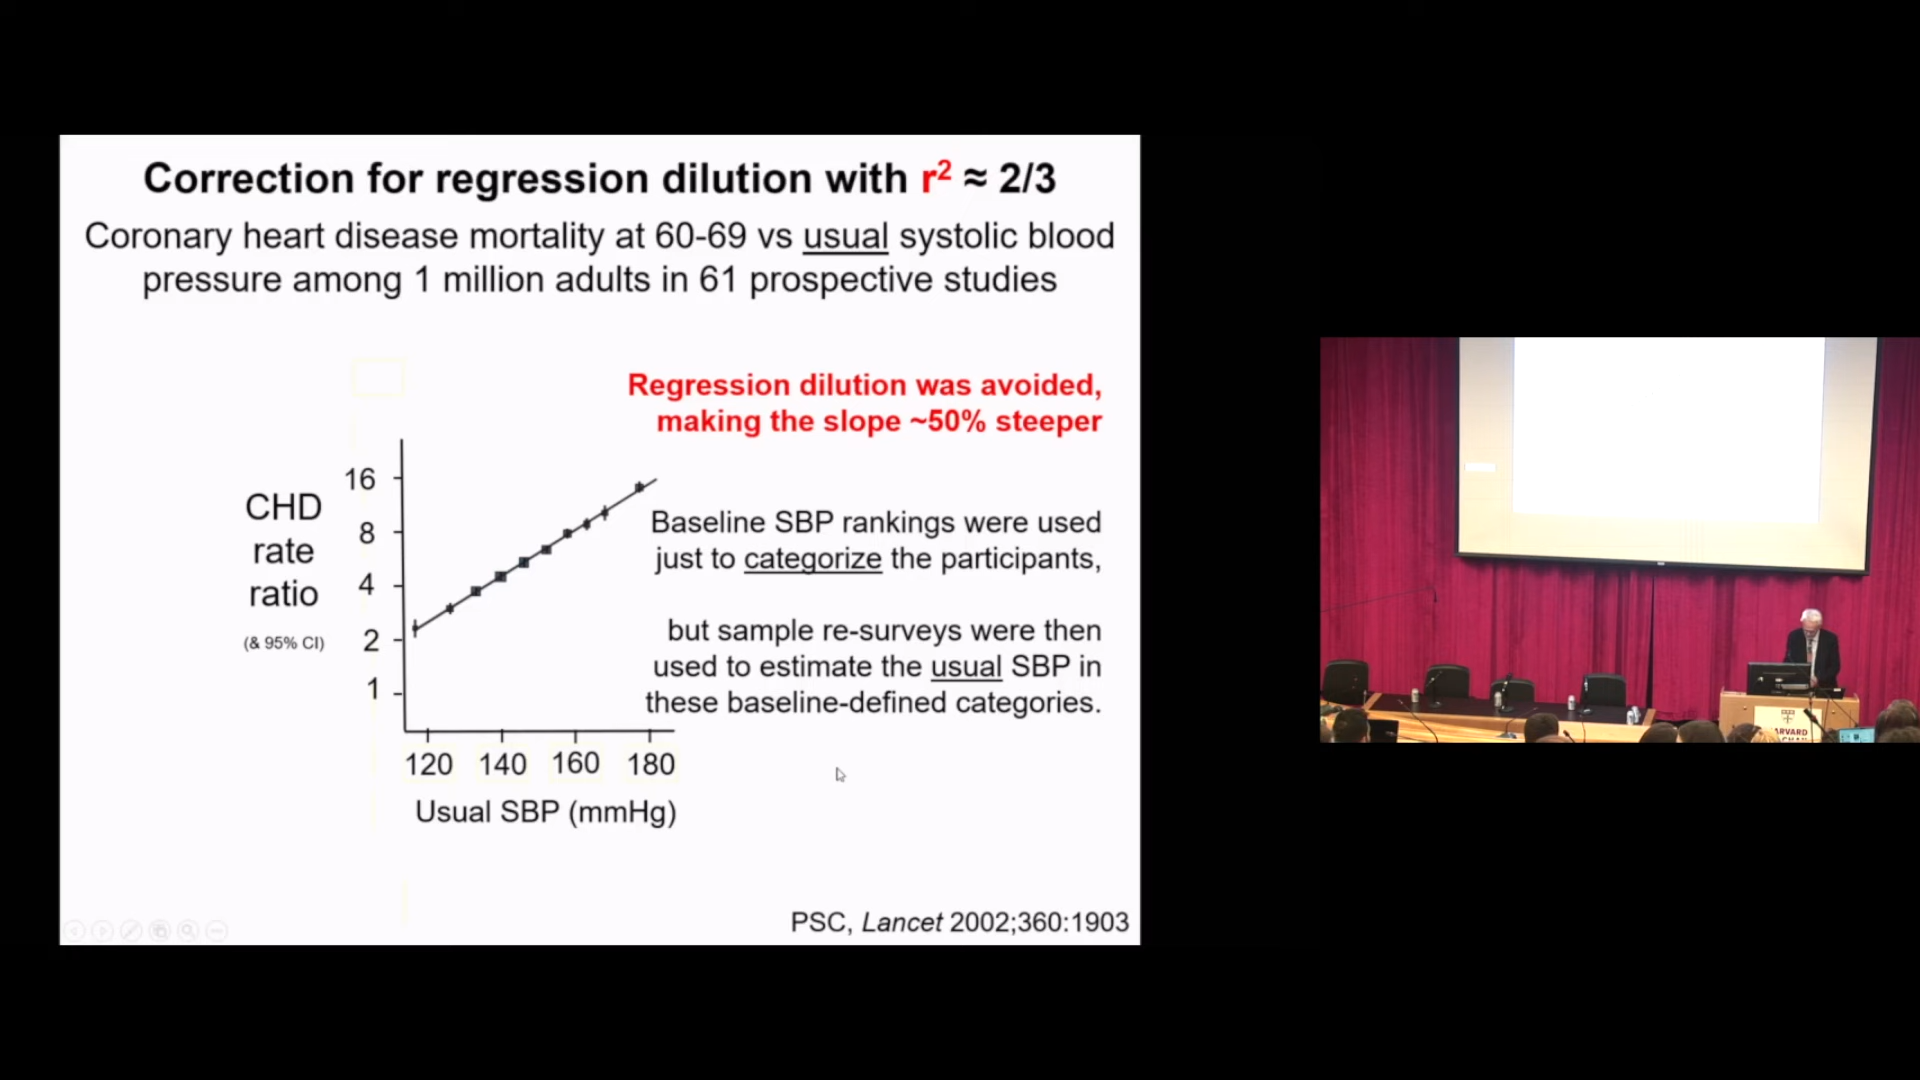 Correction for regression dilution with r² ≈ 2/3
Coronary heart disease mortality at 60-69 vs usual systolic blood
pressure among 1 million adults in 61 prospective studies
Regression dilution was avoided,
making the slope ~50% steeper
CHD
rate
ratio
(& 95% CI)
16
8
4
2
1
Baseline SBP rankings were used
just to categorize the participants,
but sample re-surveys were then
used to estimate the usual SBP in
these baseline-defined categories.
120 140 160 180
Usual SBP (mmHg)
PSC, Lancet 2002;360:1903
ARVARD